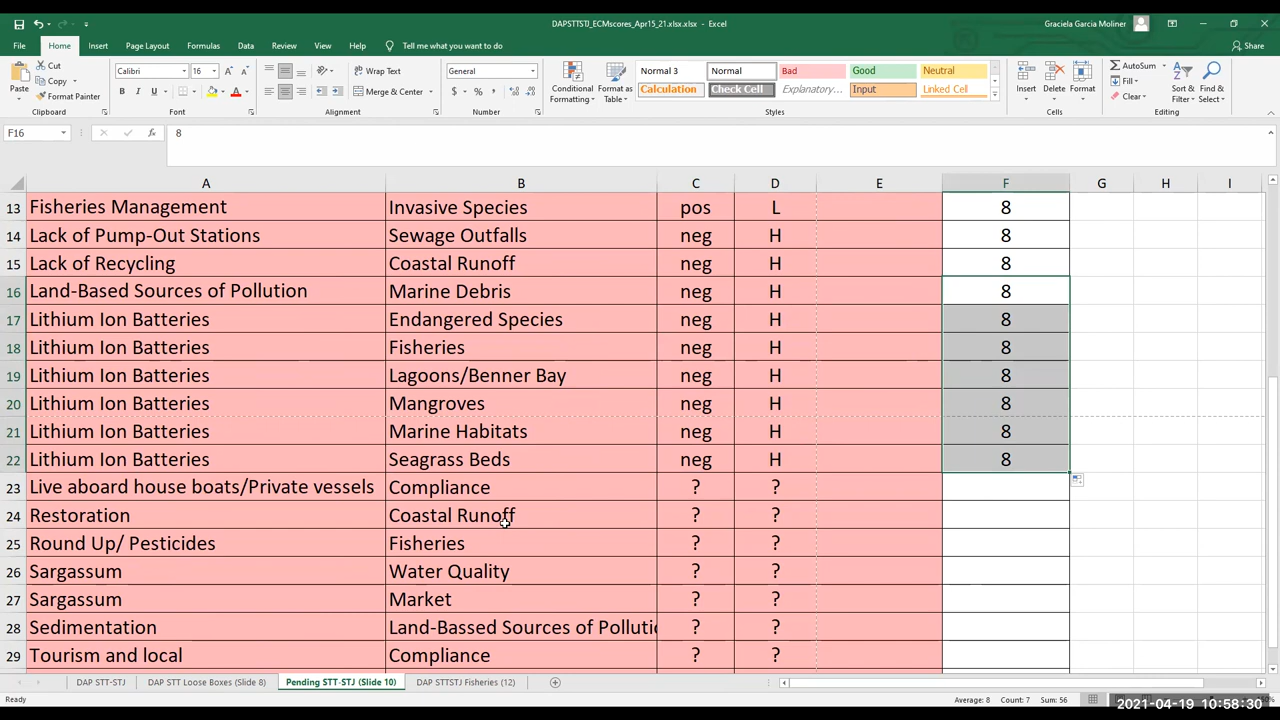 DAPSTTSTJ_ECMscores_Apr15_21.xlsx.xlsx - Excel
Graciela Garcia Moliner
File Home Insert Page Layout Formulas Data Review View Help Tell me what you want to do Share
Paste Cut Copy Format Painter Clipboard
Calibri 16 B I U A Font
Wrap Text Merge & Center Alignment
General $ % Number
Conditional Formatting Format as Table
Normal 3 Normal Bad Good Neutral
Calculation Check Cell Explanatory... Input Linked Cell
Styles
Insert Delete Format Cells
AutoSum Fill Clear Sort & Filter Find & Select Editing
F16 fx 8
A B C D E F G H I
13 Fisheries Management Invasive Species pos L 8
14 Lack of Pump-Out Stations Sewage Outfalls neg H 8
15 Lack of Recycling Coastal Runoff neg H 8
16 Land-Based Sources of Pollution Marine Debris neg H 8
17 Lithium Ion Batteries Endangered Species neg H 8
18 Lithium Ion Batteries Fisheries neg H 8
19 Lithium Ion Batteries Lagoons/Benner Bay neg H 8
20 Lithium Ion Batteries Mangroves neg H 8
21 Lithium Ion Batteries Marine Habitats neg H 8
22 Lithium Ion Batteries Seagrass Beds neg H 8
23 Live aboard house boats/Private vessels Compliance ? ?
24 Restoration Coastal Runoff ? ?
25 Round Up/ Pesticides Fisheries ? ?
26 Sargassum Water Quality ? ?
27 Sargassum Market ? ?
28 Sedimentation Land-Bassed Sources of Pollutio ? ?
29 Tourism and local Compliance ? ?
DAP STT-STJ DAP STT Loose Boxes (Slide 8) Pending STT-STJ (Slide 10) DAP STTSTJ Fisheries (12)
Ready Average: 8 Count: 7 Sum: 56
2021-04-19 10:58:30